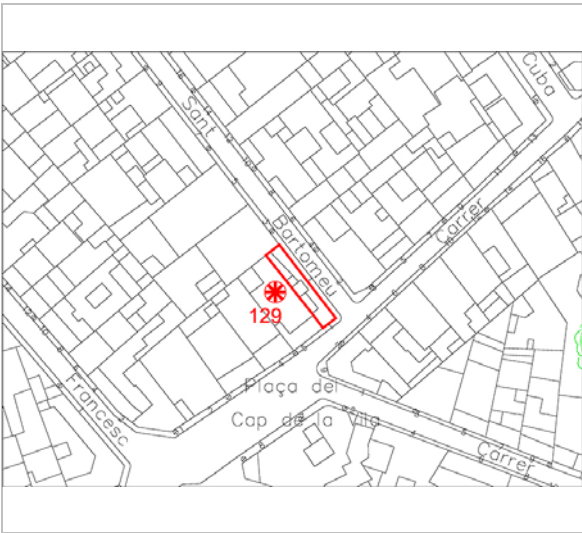 Cuba
Sant
Bartomeu
Carrer
129
Plaça del
Cap de la Vila
Francesc
Carrer